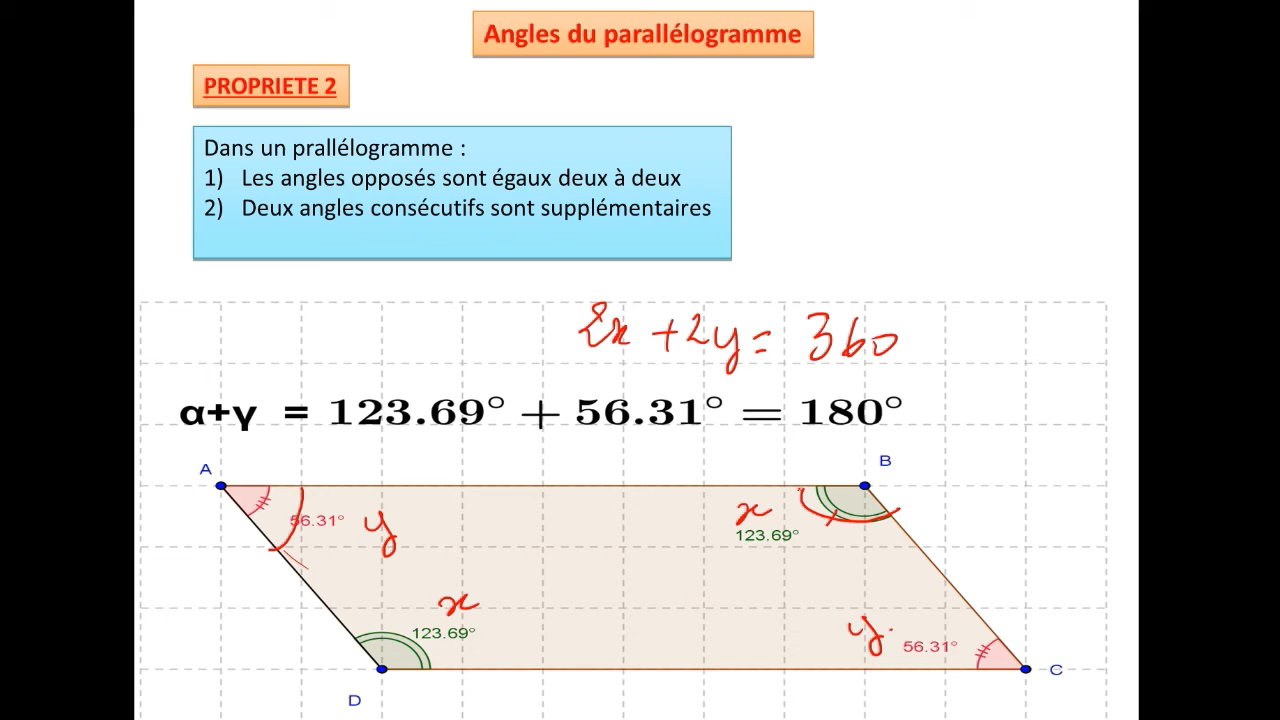 Angles du parallélogramme
PROPRIETE 2
Dans un prallélogramme :
1) Les angles opposés sont égaux deux à deux
2) Deux angles consécutifs sont supplémentaires
2x + 2y = 360
α+γ = 123.69° + 56.31° = 180°
A
B
56.31°
y
x
123.69°
x
123.69°
y
56.31°
C
D